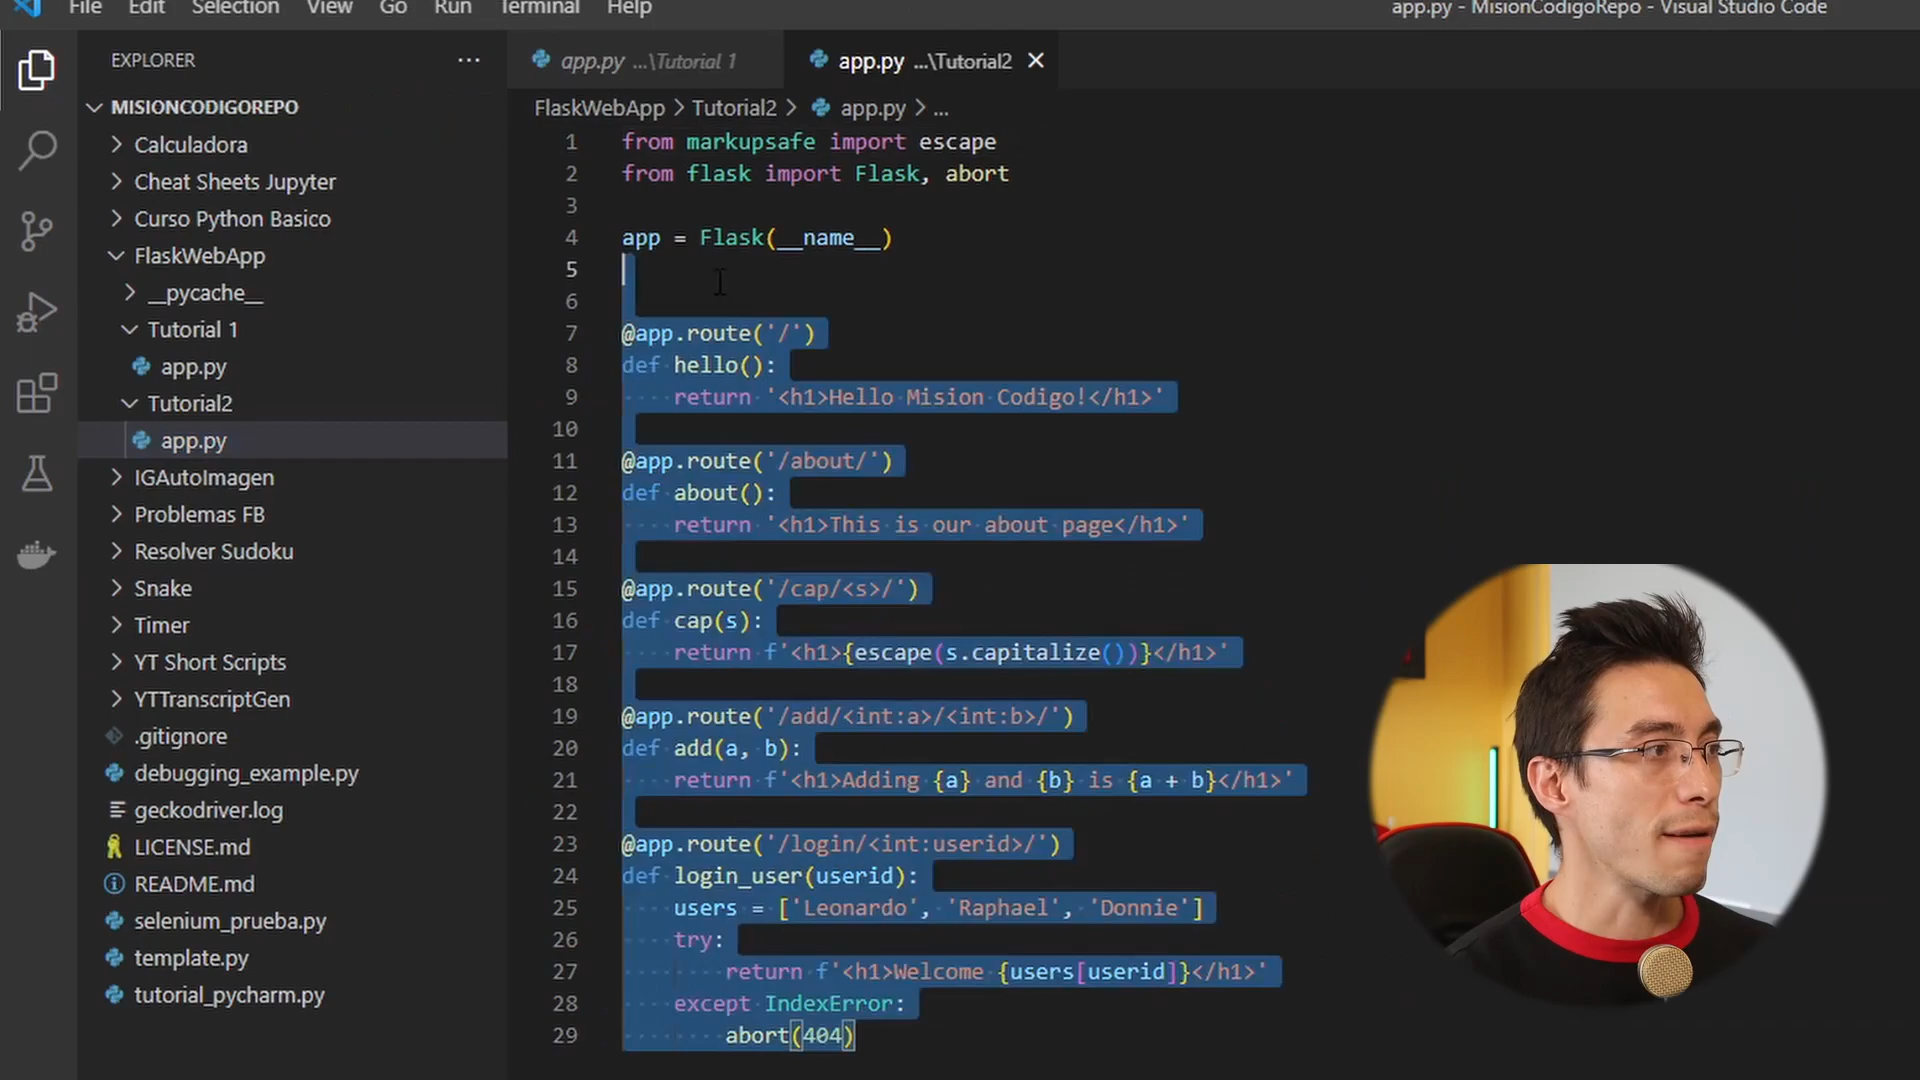 File Edit Selection View Go Run Terminal Help app.py - MisionCodigoRepo - Visual Studio Code
EXPLORER ...
app.py ...\Tutorial 1
app.py ...\Tutorial2
MISIONCODIGOREPO
Calculadora
Cheat Sheets Jupyter
Curso Python Basico
FlaskWebApp
__pycache__
Tutorial 1
app.py
Tutorial2
app.py
IGAutoImagen
Problemas FB
Resolver Sudoku
Snake
Timer
YT Short Scripts
YTTranscriptGen
.gitignore
debugging_example.py
geckodriver.log
LICENSE.md
README.md
selenium_prueba.py
template.py
tutorial_pycharm.py
FlaskWebApp > Tutorial2 > app.py > ...
1 from markupsafe import escape
2 from flask import Flask, abort
3
4 app = Flask(__name__)
5
6
7 @app.route('/')
8 def hello():
9     return '<h1>Hello Mision Codigo!</h1>'
10
11 @app.route('/about/')
12 def about():
13     return '<h1>This is our about page</h1>'
14
15 @app.route('/cap/<s>/')
16 def cap(s):
17     return f'<h1>{escape(s.capitalize())}</h1>'
18
19 @app.route('/add/<int:a>/<int:b>/')
20 def add(a, b):
21     return f'<h1>Adding {a} and {b} is {a + b}</h1>'
22
23 @app.route('/login/<int:userid>/')
24 def login_user(userid):
25     users = ['Leonardo', 'Raphael', 'Donnie']
26     try:
27         return f'<h1>Welcome {users[userid]}</h1>'
28     except IndexError:
29         abort(404)